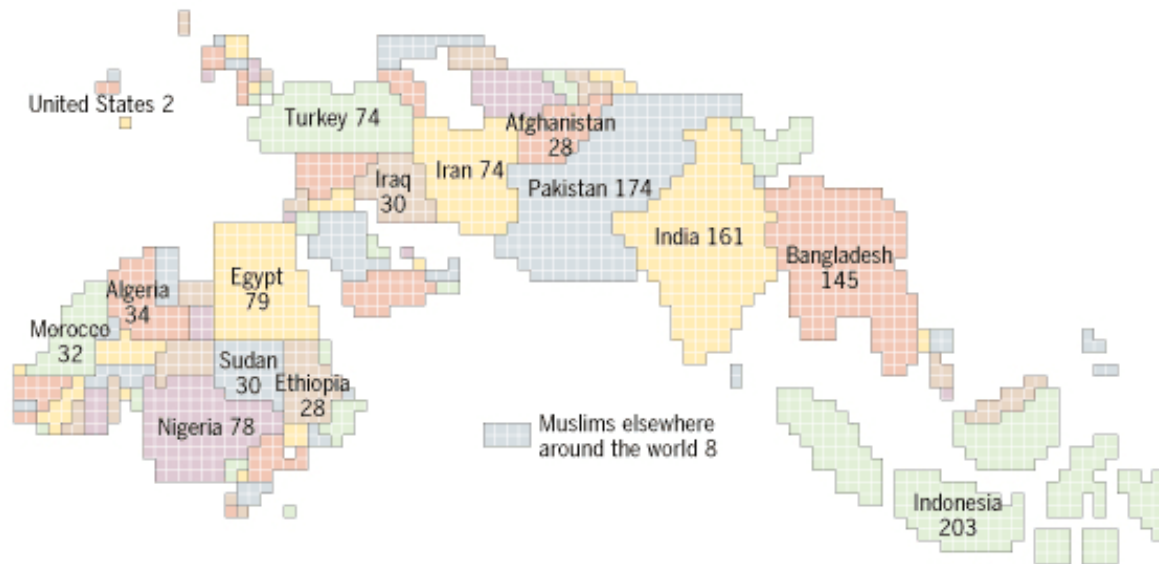 United States 2
Turkey 74
Afghanistan
28
Iran 74
Iraq
30
Pakistan 174
India 161
Bangladesh
145
Egypt
79
Algeria
34
Morocco
32
Sudan
30
Ethiopia
28
Nigeria 78
Muslims elsewhere
around the world 8
Indonesia
203